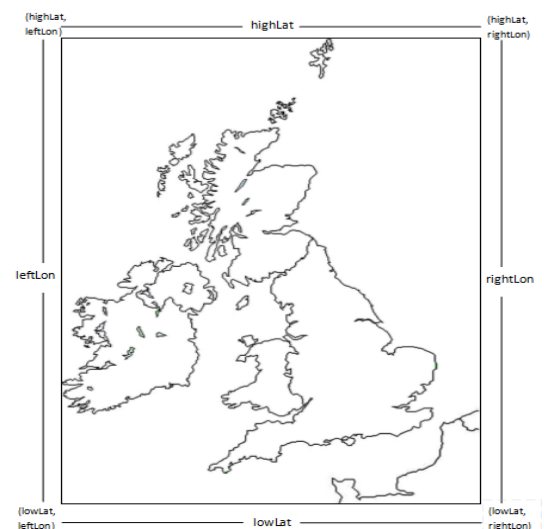 (highLat,
leftLon)
highLat
(highLat,
rightLon)
leftLon
rightLon
(lowLat,
leftLon)
lowLat
(lowLat,
rightLon)